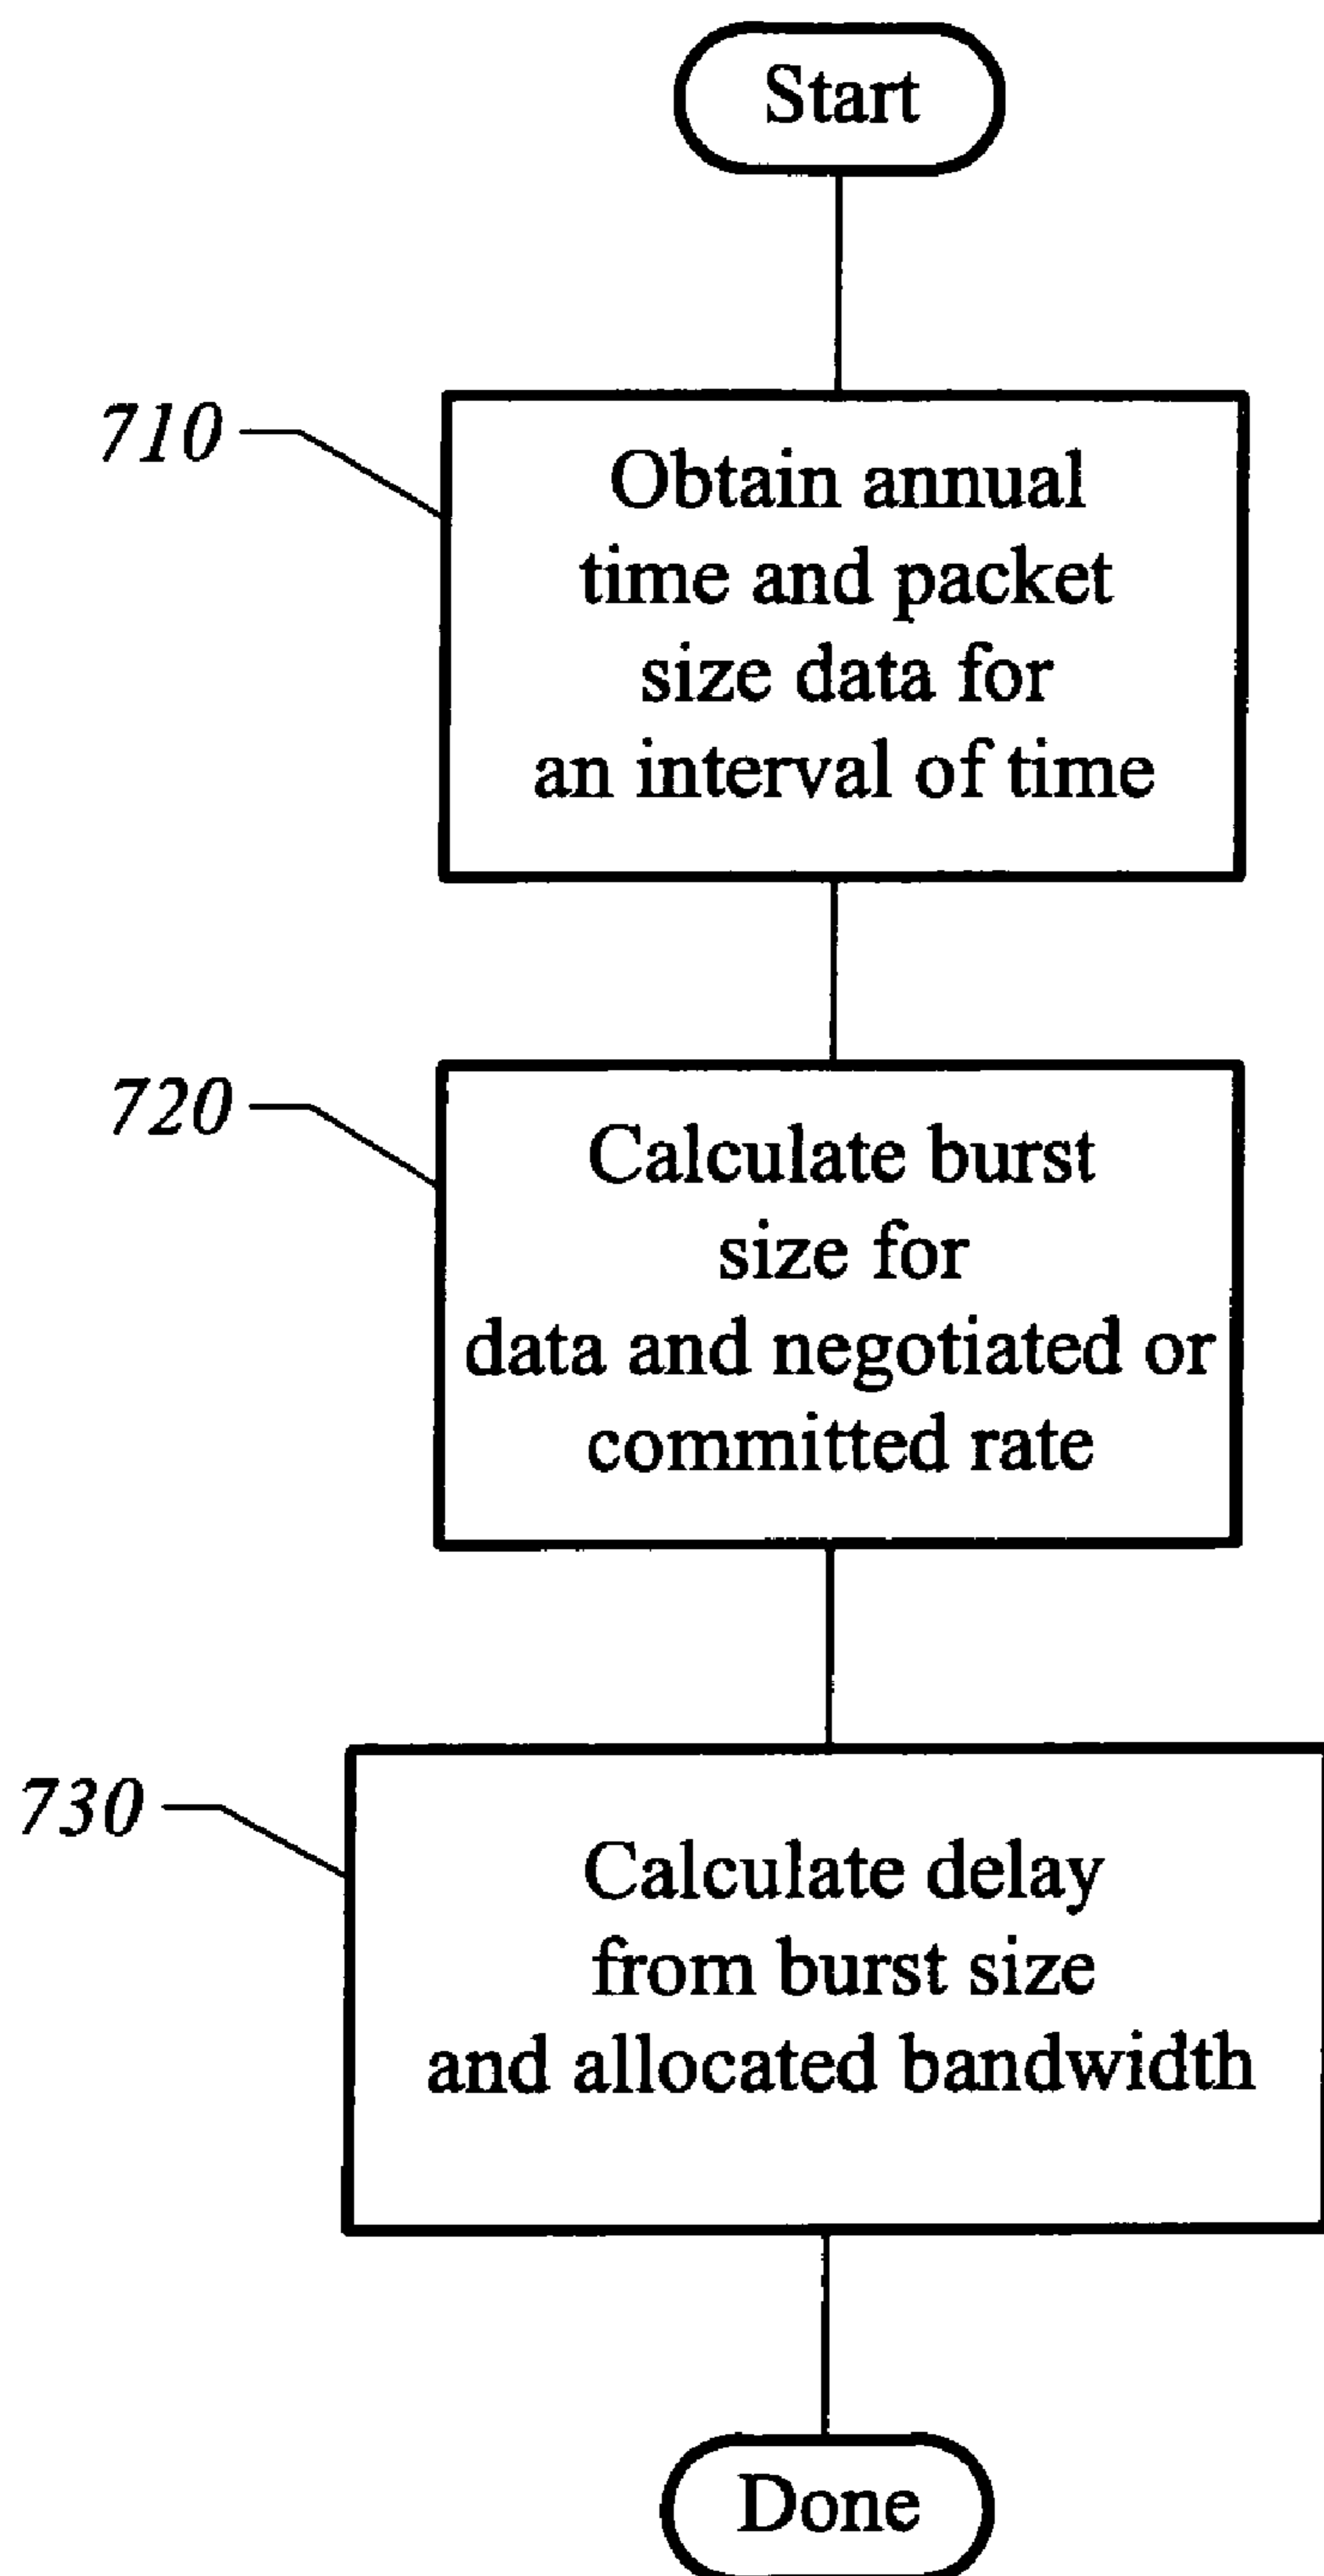 Start
710
Obtain annual
time and packet
size data for
an interval of time
720
Calculate burst
size for
data and negotiated or
committed rate
730
Calculate delay
from burst size
and allocated bandwidth
Done